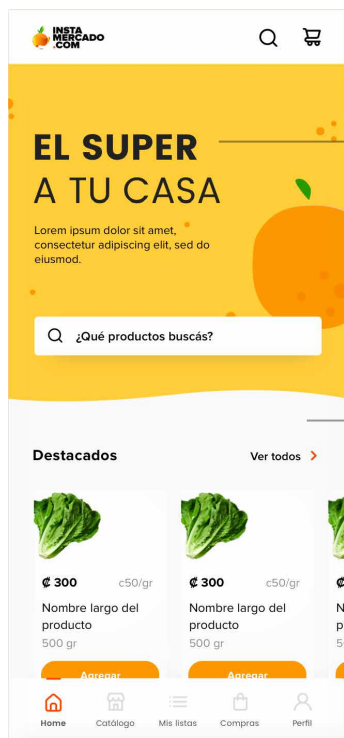 INSTA
MERCADO
.COM
EL SUPER
A TU CASA
Lorem ipsum dolor sit amet,
consectetur adipiscing elit, sed do
eiusmod.
¿Qué productos buscás?
Destacados
Ver todos
₡ 300 c50/gr
₡ 300 c50/gr
₡
Nombre largo del
producto
500 gr
Nombre largo del
producto
500 gr
N
p
5
Agregar
Agregar
Home
Catálogo
Mis listas
Compras
Perfil